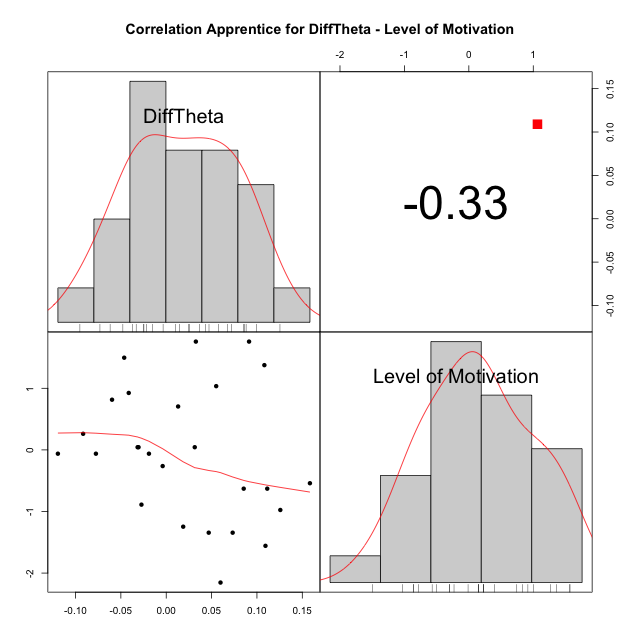 Correlation Apprentice for DiffTheta - Level of Motivation
-2 -1 0 1
DiffTheta
-0.33
0.15
0.10
0.05
0.00
-0.05
-0.10
Level of Motivation
1
0
-1
-2
-0.10 -0.05 0.00 0.05 0.10 0.15